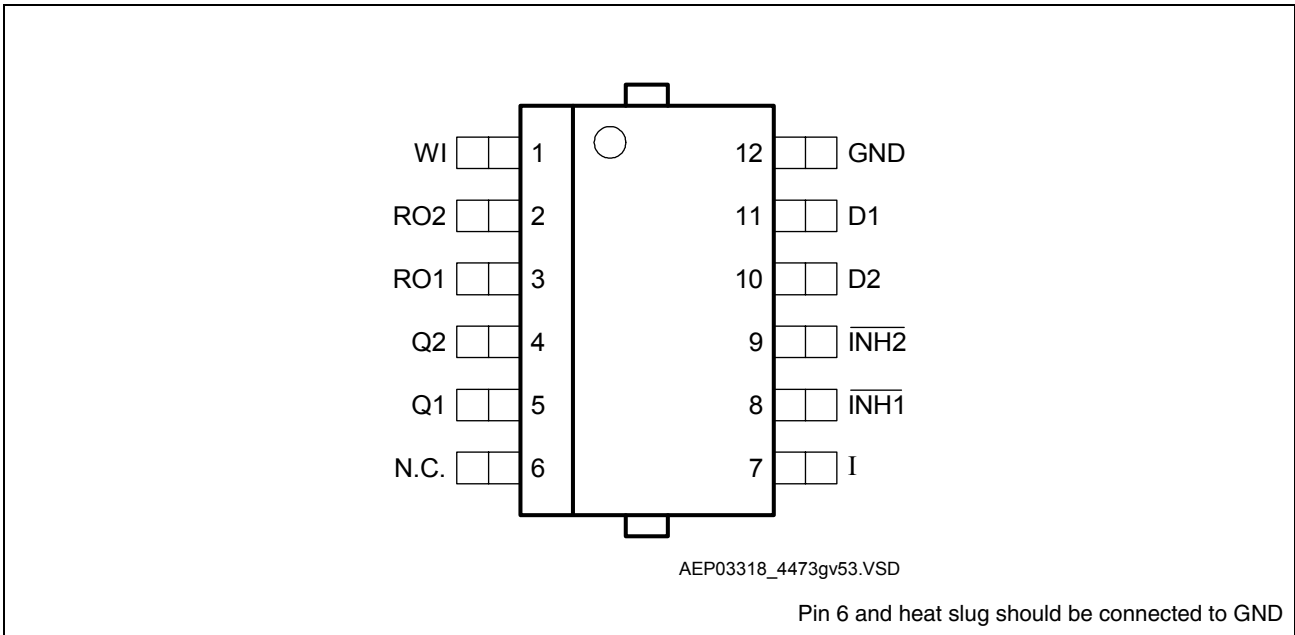 WI 1 12 GND
RO2 2 11 D1
RO1 3 10 D2
Q2 4 9 INH2
Q1 5 8 INH1
N.C. 6 7 I
AEP03318_4473gv53.VSD
Pin 6 and heat slug should be connected to GND